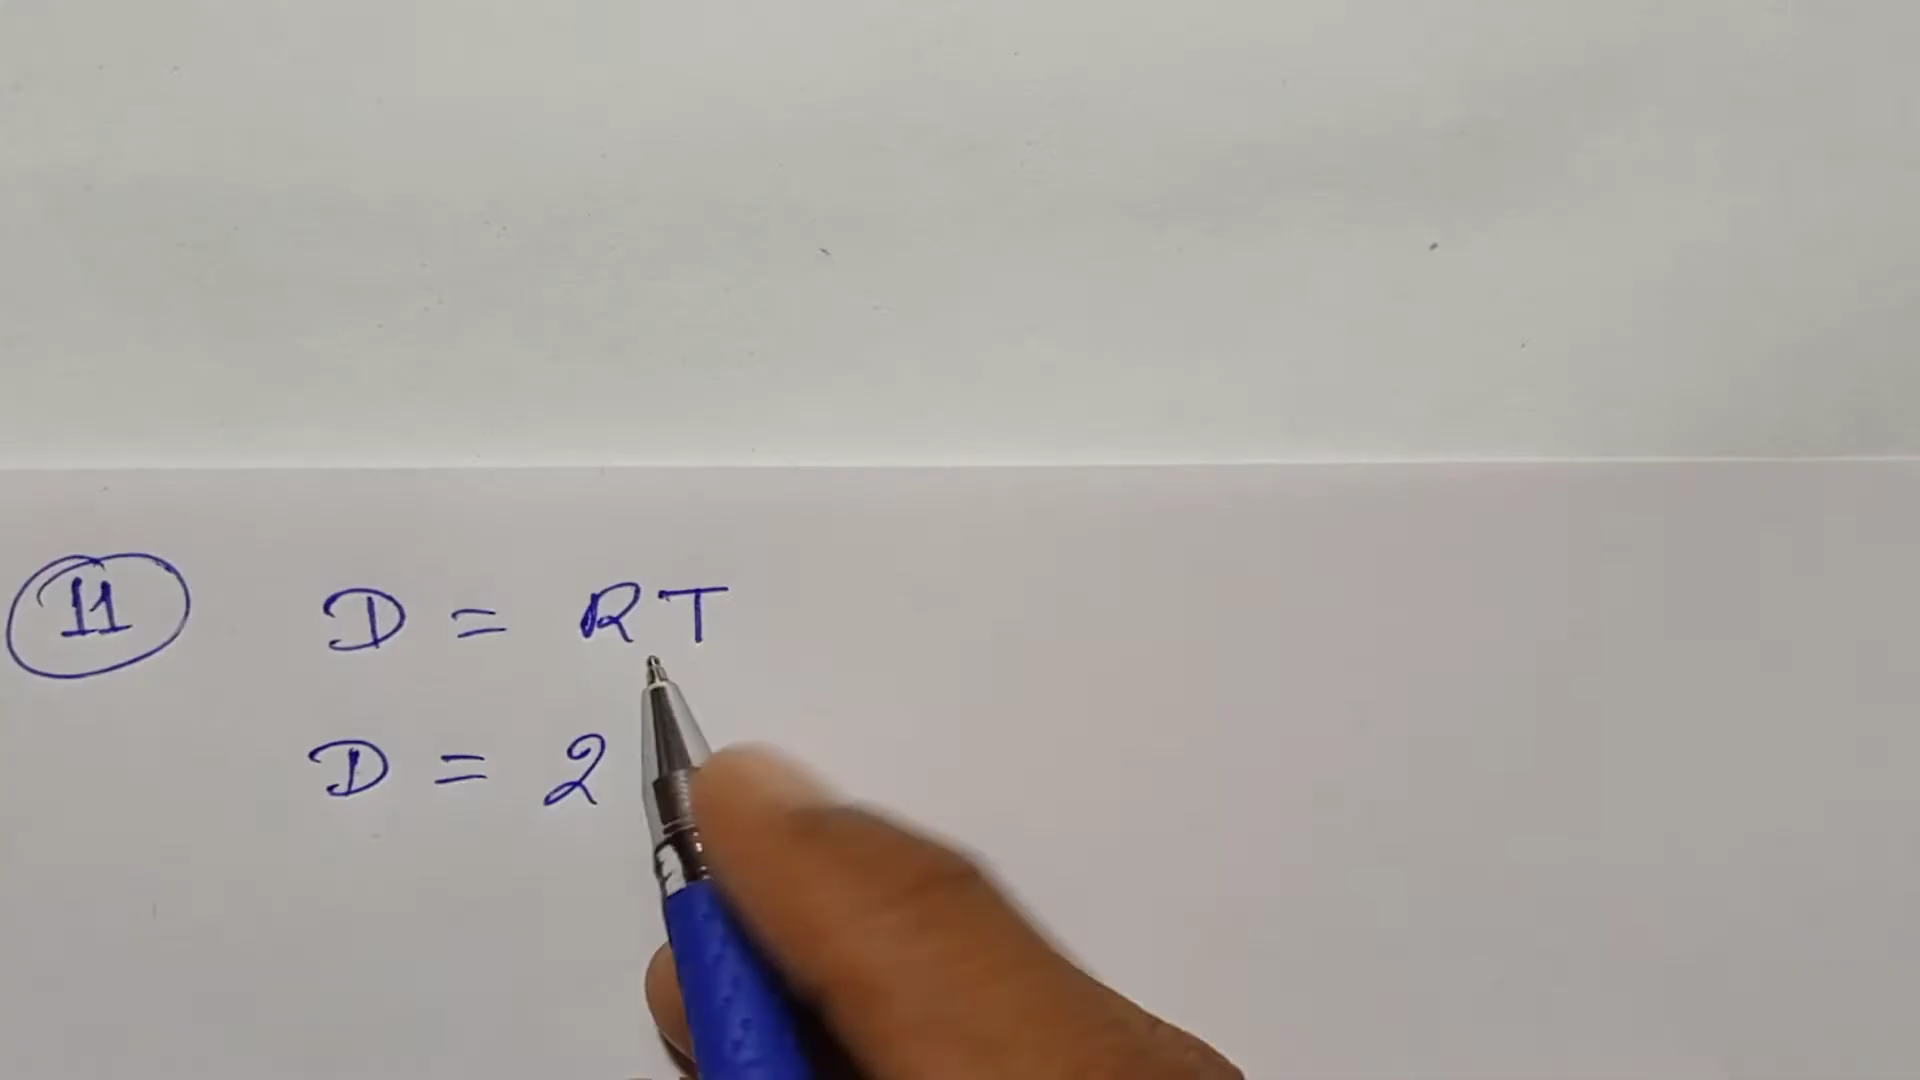 11 D = RT
D = 2